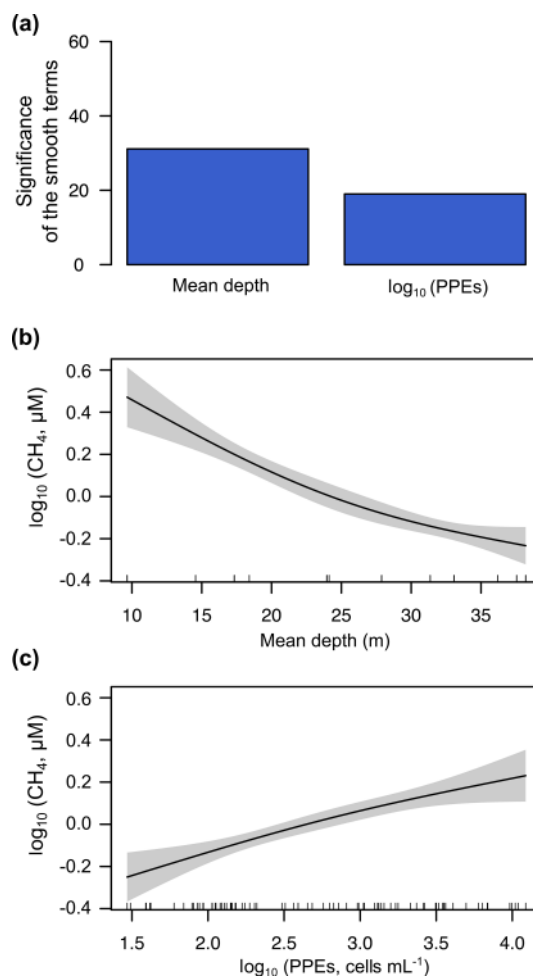 (a)
Significance
of the smooth terms
60
40
20
0
Mean depth
log₁₀ (PPEs)
(b)
log₁₀ (CH₄, µM)
0.6
0.4
0.2
0.0
-0.2
-0.4
10 15 20 25 30 35
Mean depth (m)
(c)
log₁₀ (CH₄, µM)
0.6
0.4
0.2
0.0
-0.2
-0.4
1.5 2.0 2.5 3.0 3.5 4.0
log₁₀ (PPEs, cells mL⁻¹)